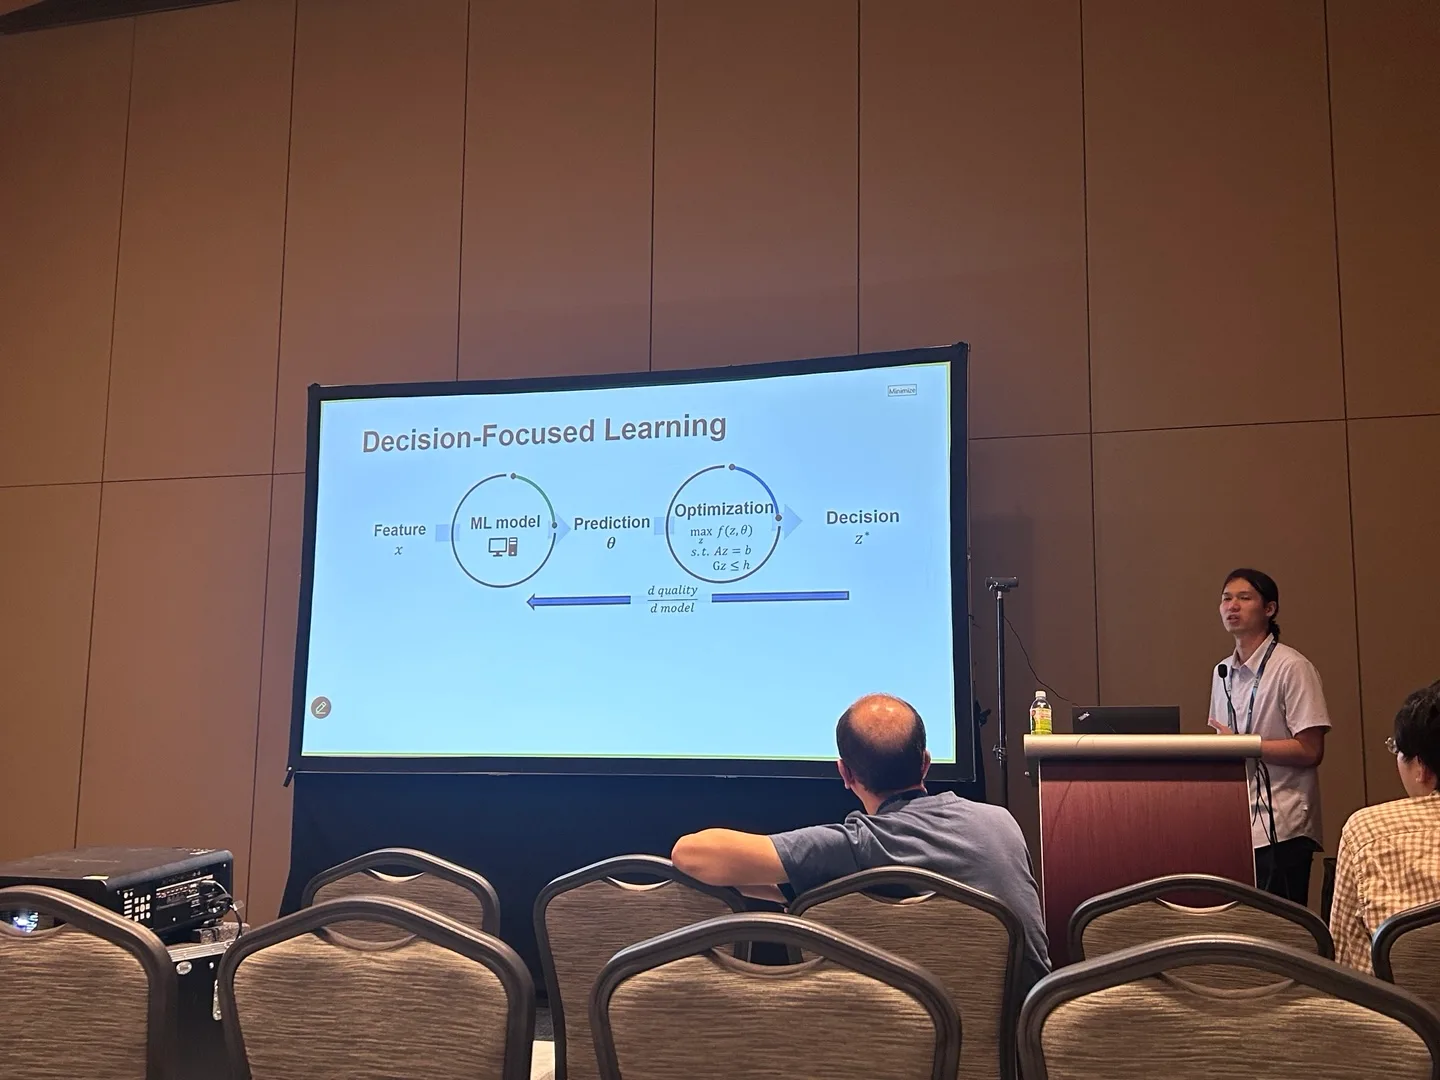 Minimize
Decision-Focused Learning
Feature
x
ML model
Prediction
θ
Optimization
max f(z, θ)
z
s.t. Az = b
Gz ≤ h
Decision
z*
d quality
d model